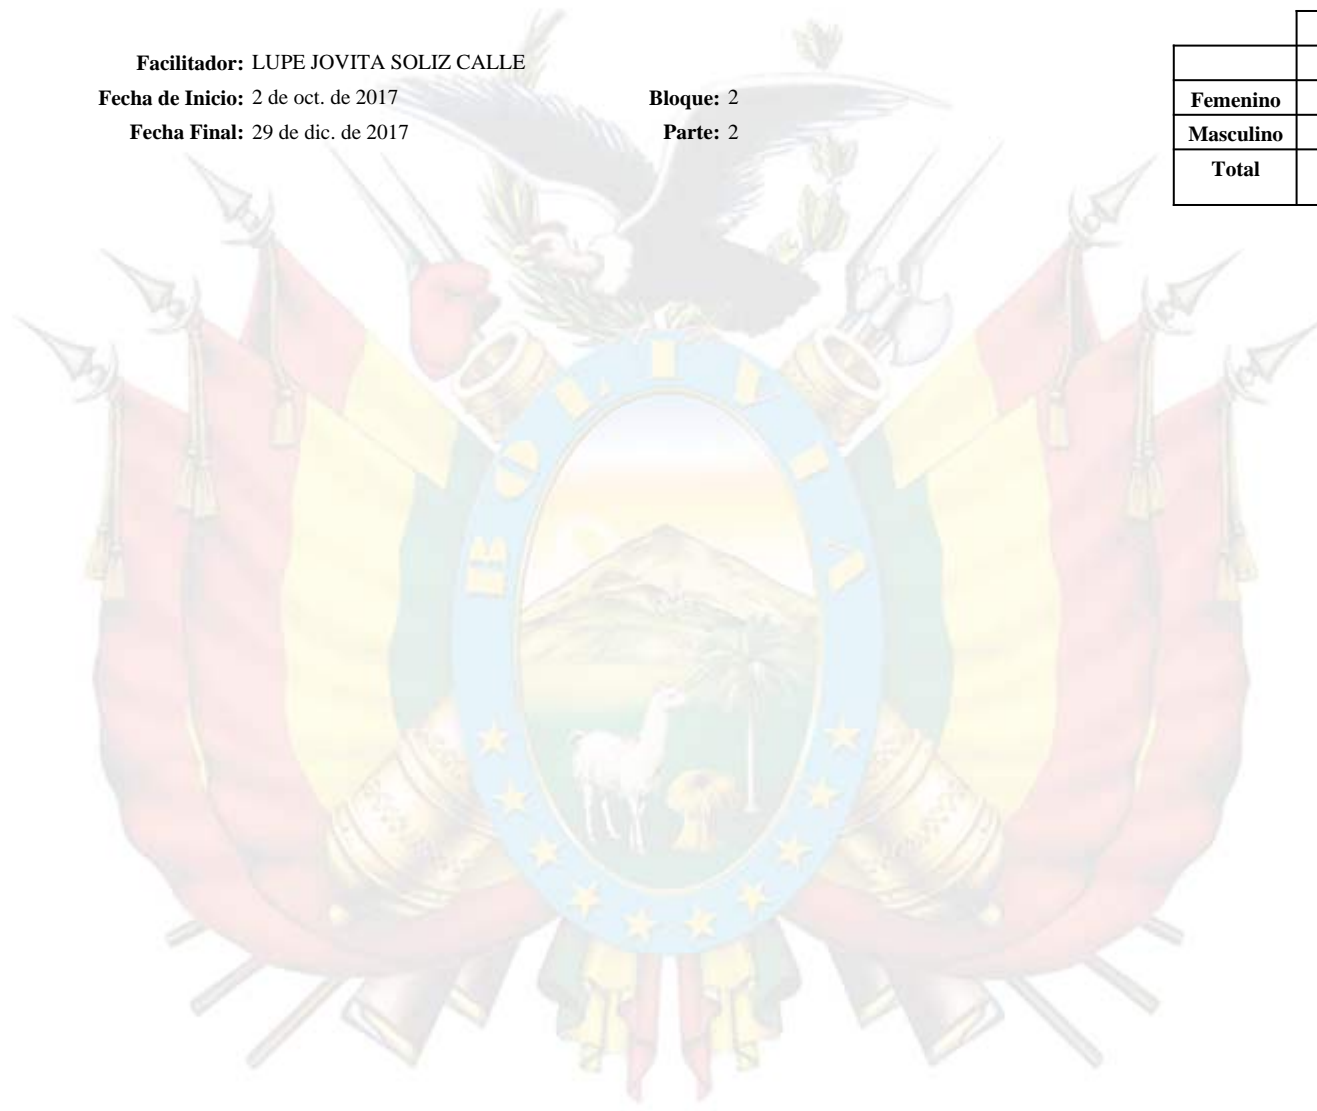 Facilitador: LUPE JOVITA SOLIZ CALLE
Fecha de Inicio: 2 de oct. de 2017 Bloque: 2
Fecha Final: 29 de dic. de 2017 Parte: 2
Femenino
Masculino
Total
BOLIVIA